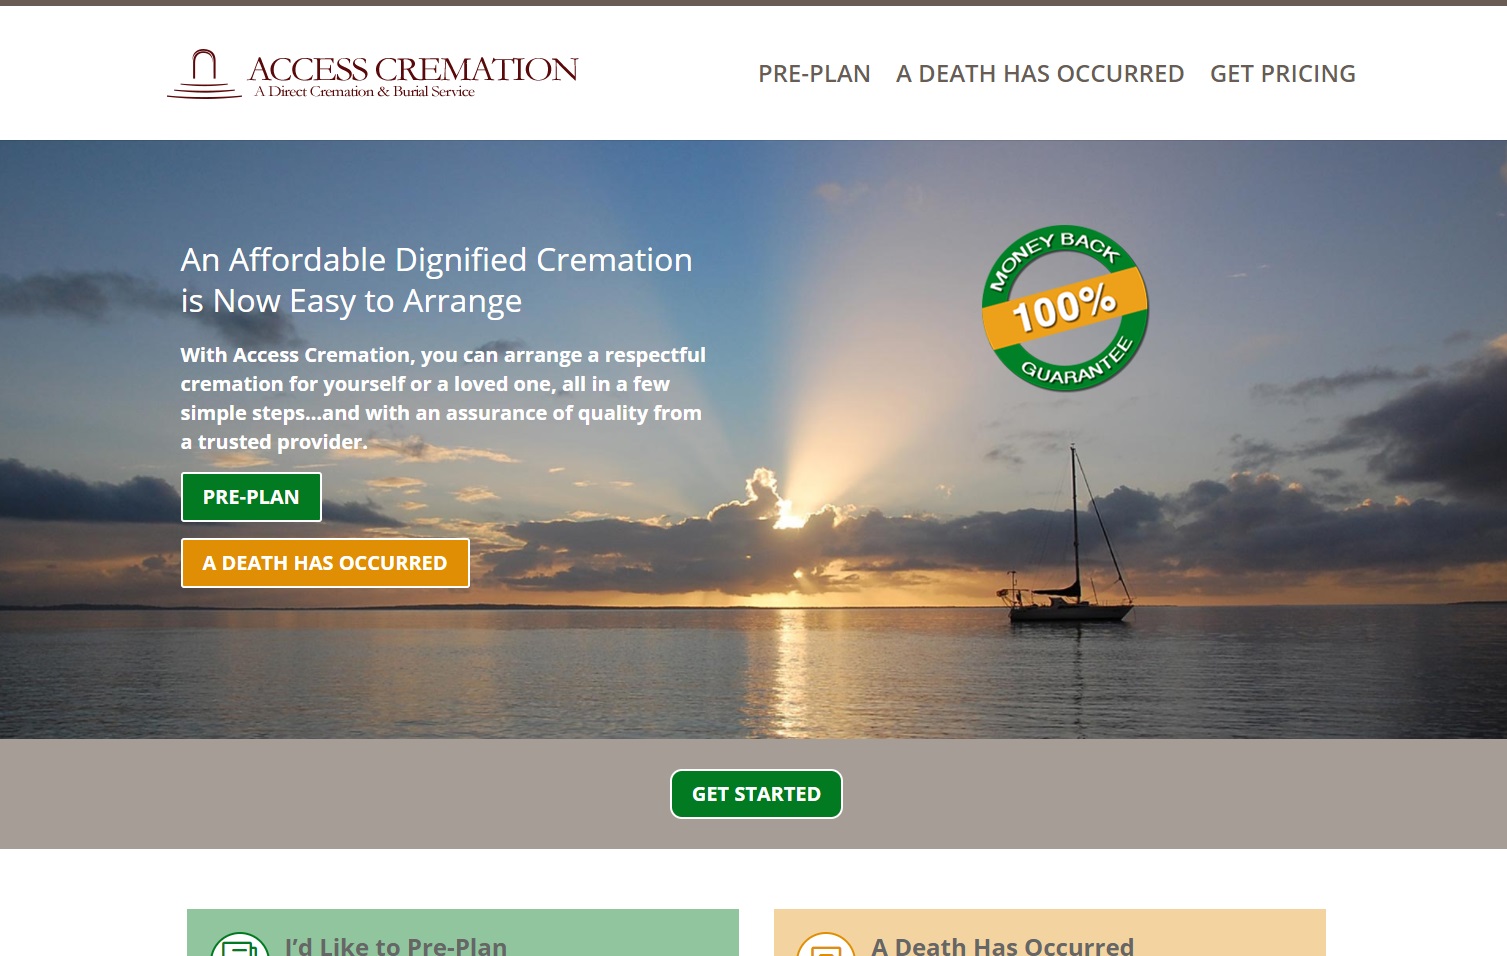 ACCESS CREMATION
A Direct Cremation & Burial Service
PRE-PLAN
A DEATH HAS OCCURRED
GET PRICING
An Affordable Dignified Cremation
is Now Easy to Arrange
With Access Cremation, you can arrange a respectful
cremation for yourself or a loved one, all in a few
simple steps...and with an assurance of quality from
a trusted provider.
PRE-PLAN
A DEATH HAS OCCURRED
MONEY BACK
100%
GUARANTEE
GET STARTED
I’d Like to Pre-Plan
A Death Has Occurred